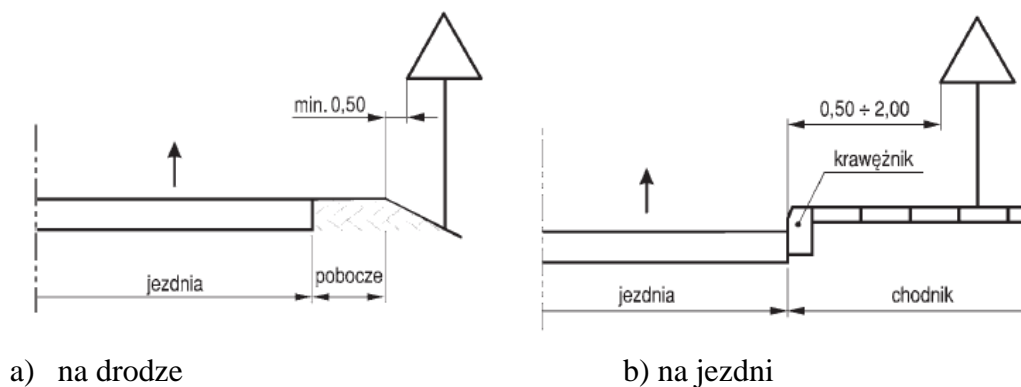 min. 0,50
jezdnia
pobocze
0,50 ÷ 2,00
krawężnik
jezdnia
chodnik
a) na drodze
b) na jezdni